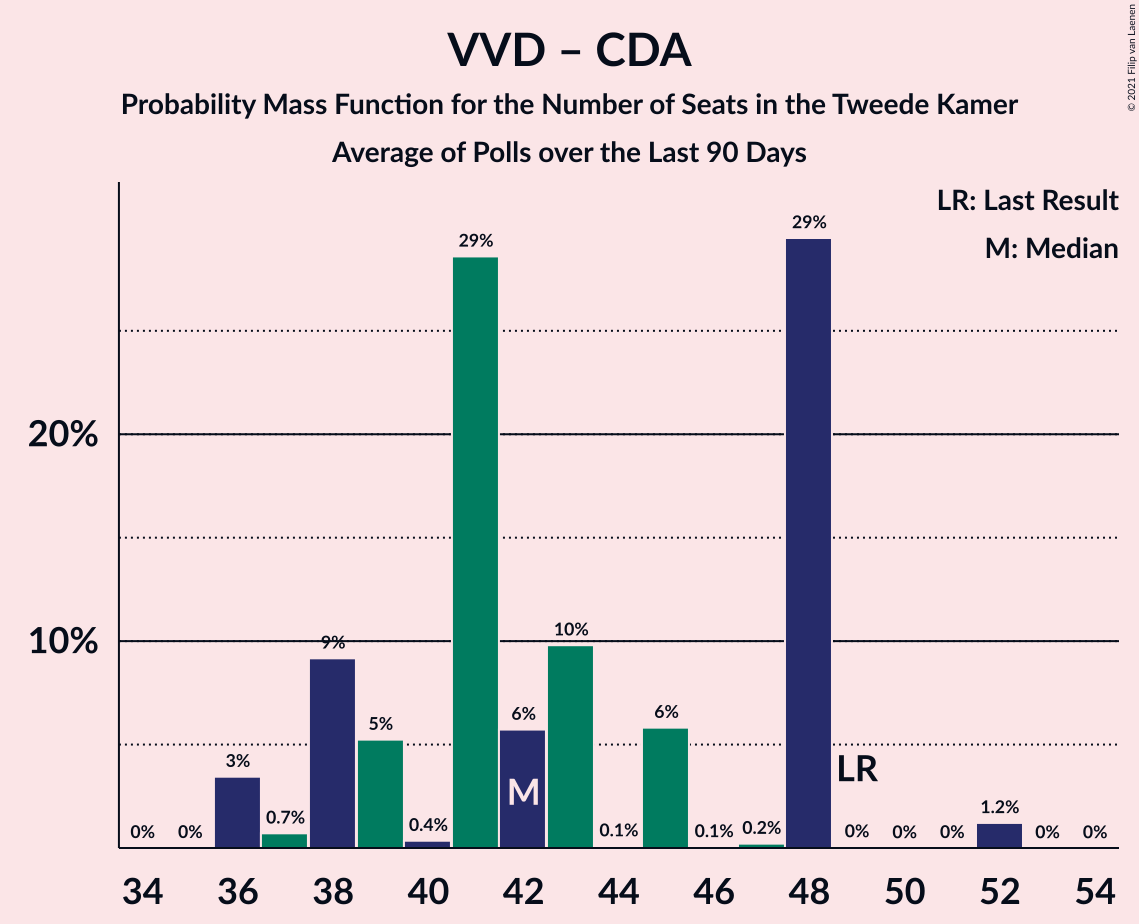 © 2021 Filip van Laenen
VVD – CDA
Probability Mass Function for the Number of Seats in the Tweede Kamer
Average of Polls over the Last 90 Days
LR: Last Result
M: Median
20%
10%
0% 0% 3% 0.7% 9% 5% 0.4% 29% 6% 10% 0.1% 6% 0.1% 0.2% 29% 0% 0% 0% 1.2% 0% 0%
M
LR
34 36 38 40 42 44 46 48 50 52 54